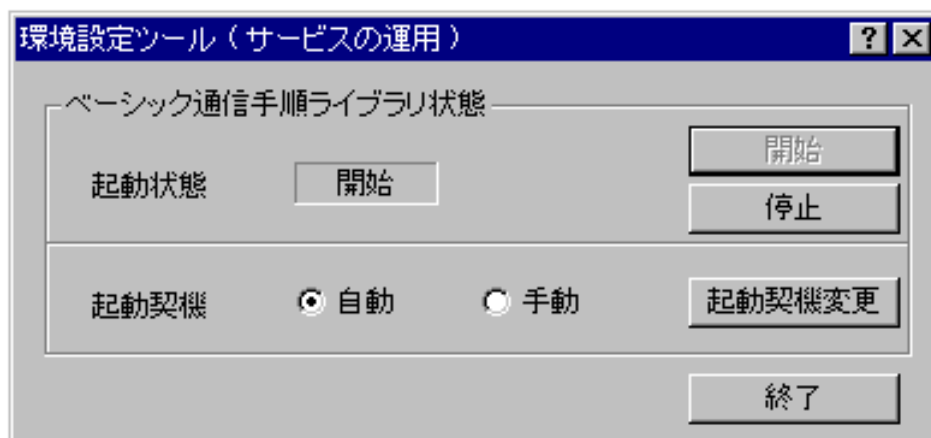 環境設定ツール（サービスの運用）
ベーシック通信手順ライブラリ状態
起動状態 開始 開始
停止
起動契機 自動 手動 起動契機変更
終了